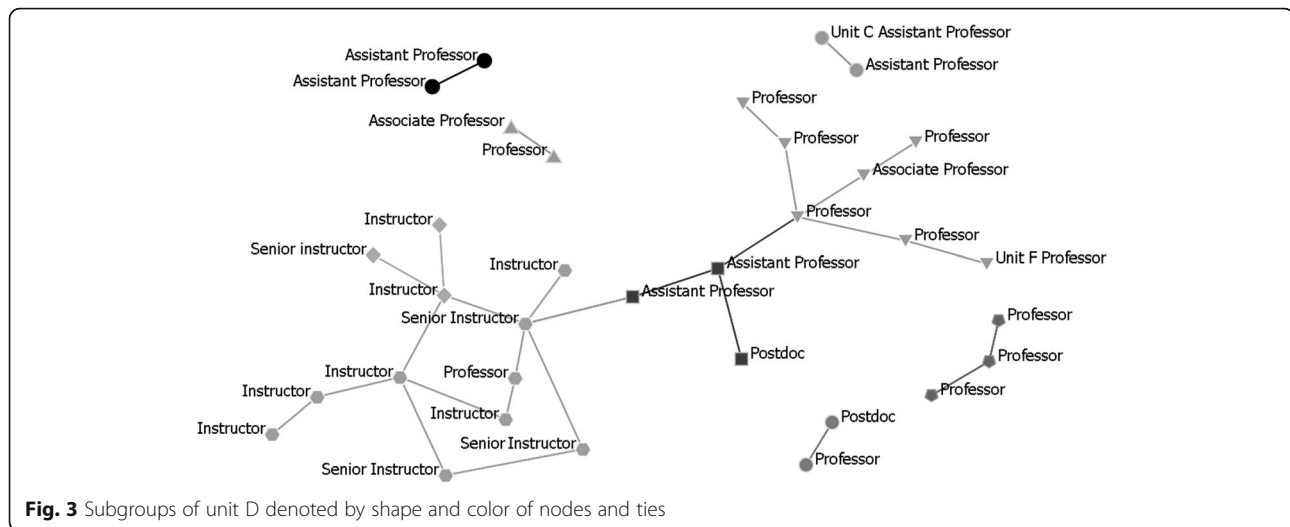 Unit C Assistant Professor
Assistant Professor
Assistant Professor
Assistant Professor
Professor
Associate Professor
Professor
Professor
Professor
Associate Professor
Professor
Instructor
Professor
Senior instructor
Unit F Professor
Instructor
Assistant Professor
Instructor
Assistant Professor
Senior Instructor
Professor
Postdoc
Professor
Instructor
Professor
Instructor
Professor
Instructor
Postdoc
Instructor
Senior Instructor
Professor
Senior Instructor
Fig. 3 Subgroups of unit D denoted by shape and color of nodes and ties